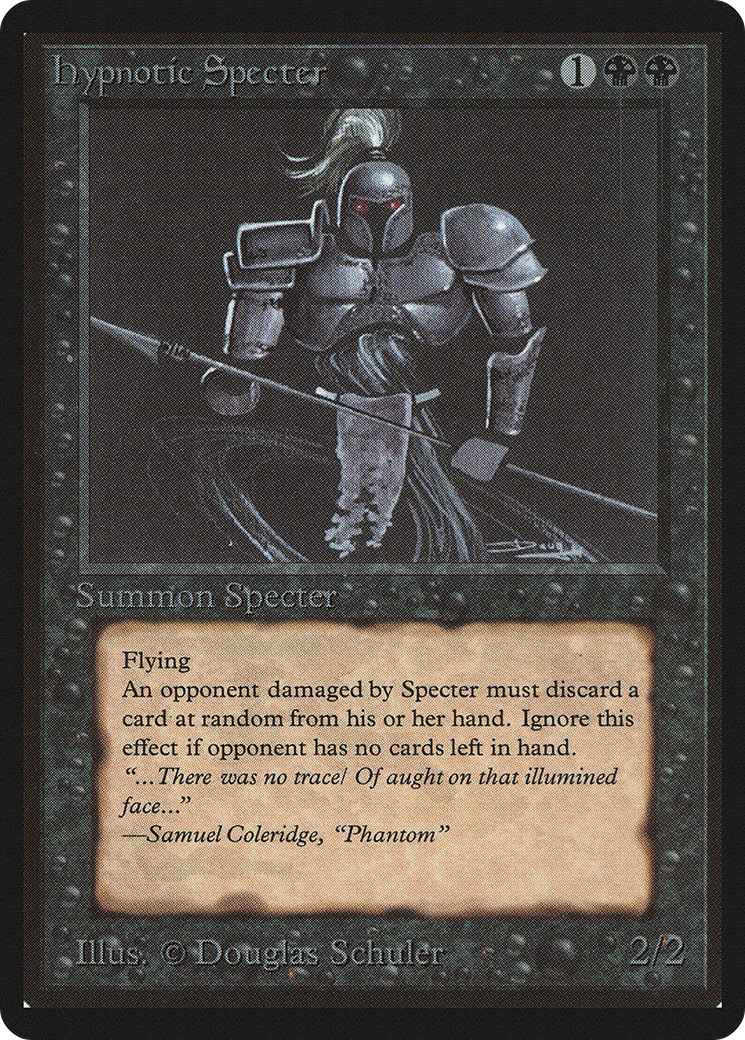 Hypnotic Specter 1
Summon Specter
Flying
An opponent damaged by Specter must discard a
card at random from his or her hand. Ignore this
effect if opponent has no cards left in hand.
“...There was no trace/ Of aught on that illumined
face...”
—Samuel Coleridge, “Phantom”
Illus. © Douglas Schuler 2/2